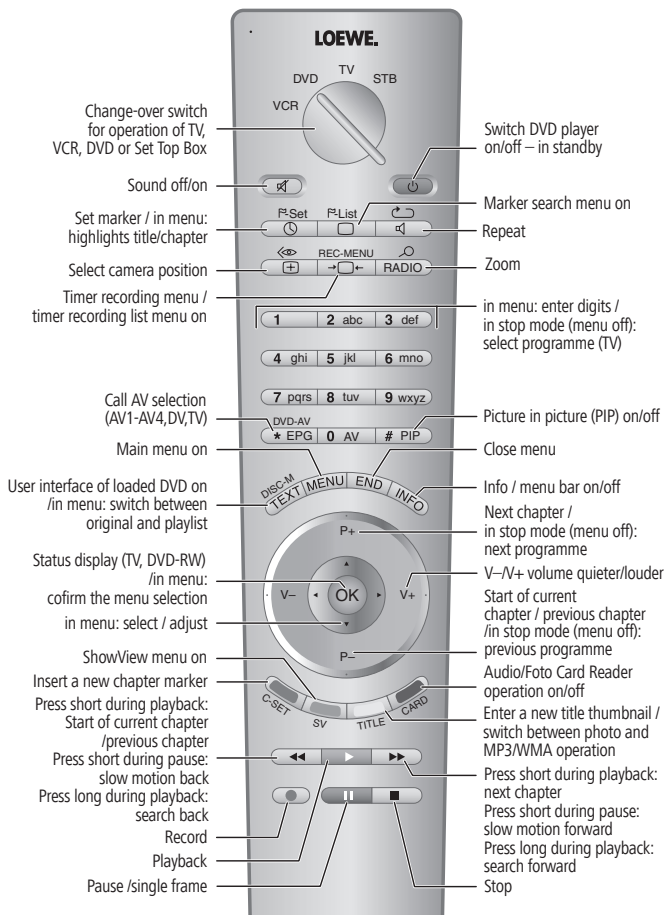 LOEWE.
VCR DVD TV STB
Change-over switch
for operation of TV,
VCR, DVD or Set Top Box
Switch DVD player
on/off – in standby
Sound off/on
Set List
Marker search menu on
Set marker / in menu:
highlights title/chapter
Repeat
REC-MENU
Select camera position
RADIO
Zoom
Timer recording menu /
timer recording list menu on
1 2 abc 3 def
in menu: enter digits /
in stop mode (menu off):
select programme (TV)
4 ghi 5 jkl 6 mno
7 pqrs 8 tuv 9 wxyz
Call AV selection
(AV1-AV4,DV,TV)
DVD-AV
* EPG 0 AV # PIP
Picture in picture (PIP) on/off
Main menu on
Close menu
DISC-M
TEXT MENU END INFO
User interface of loaded DVD on
/in menu: switch between
original and playlist
Info / menu bar on/off
P+
Next chapter /
in stop mode (menu off):
next programme
Status display (TV, DVD-RW)
/in menu:
cofirm the menu selection
V– OK V+
V–/V+ volume quieter/louder
in menu: select / adjust
P–
Start of current
chapter / previous chapter
/in stop mode (menu off):
previous programme
ShowView menu on
Insert a new chapter marker
C-SET SV TITLE CARD
Audio/Foto Card Reader
operation on/off
Enter a new title thumbnail /
switch between photo and
MP3/WMA operation
Press short during playback:
Start of current chapter
/previous chapter
Press short during pause:
slow motion back
Press long during playback:
search back
Press short during playback:
next chapter
Press short during pause:
slow motion forward
Press long during playback:
search forward
Record
Playback
Pause /single frame
Stop